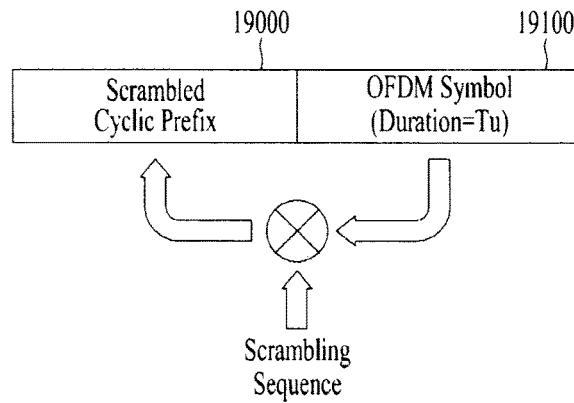 19000
19100
Scrambled
Cyclic Prefix
OFDM Symbol
(Duration=Tu)
Scrambling
Sequence